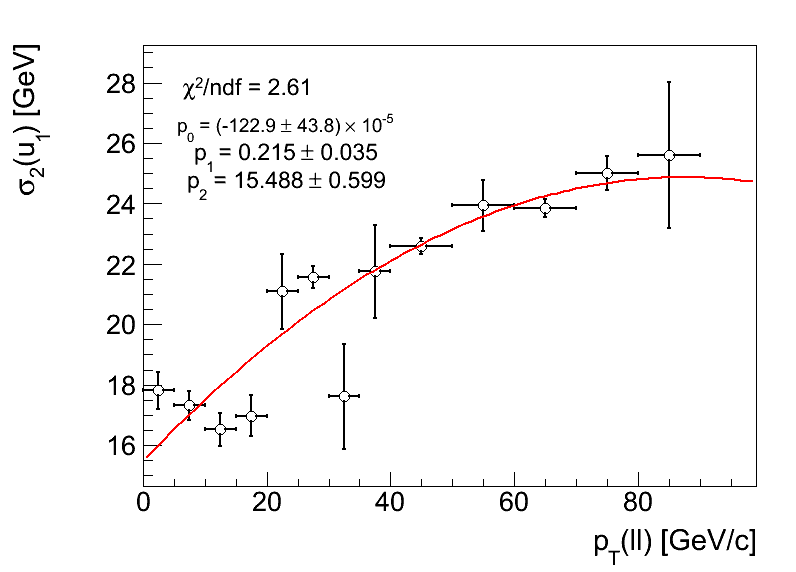 σ₂(u₁) [GeV]
28
26
24
22
20
18
16
χ²/ndf = 2.61
p₀ = (-122.9 ± 43.8) × 10⁻⁵
p₁ = 0.215 ± 0.035
p₂ = 15.488 ± 0.599
0 20 40 60 80
p_T(ll) [GeV/c]